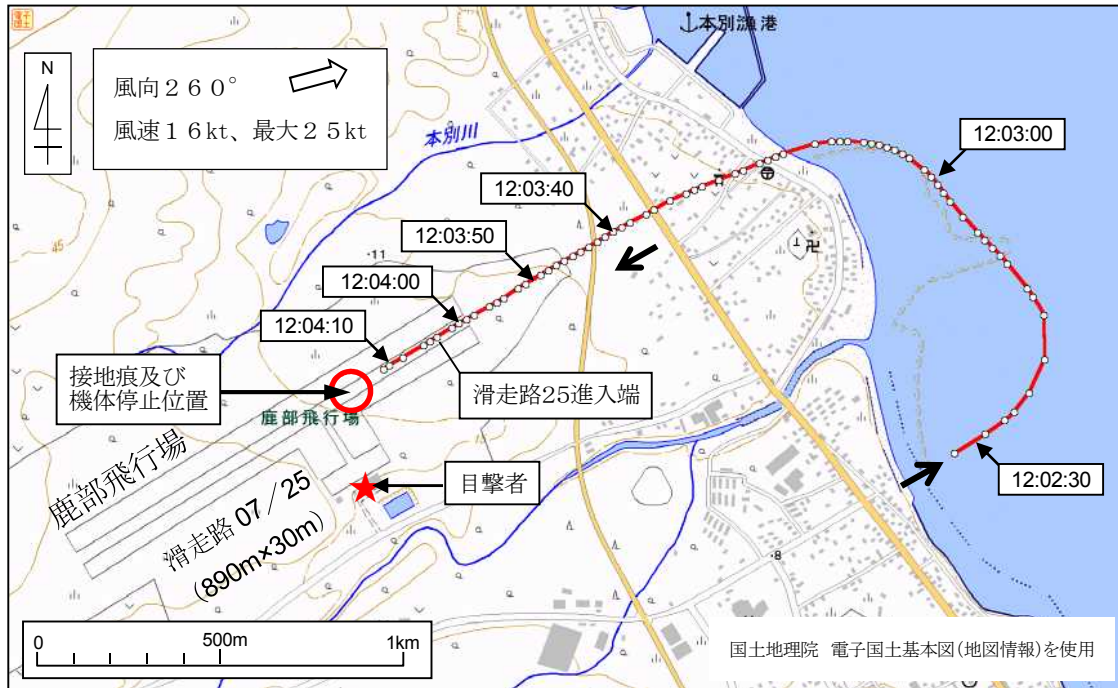 電子
国土
本別漁港
N
風向260°
風速16kt、最大25kt
本別川
12:03:00
12:03:40
45
11
12:03:50
12:04:00
12:04:10
接地痕及び
機体停止位置
滑走路25進入端
鹿部飛行場
12:02:30
目撃者
鹿部飛行場
滑走路 07/25
(890m×30m)
8
0 500m 1km
国土地理院 電子国土基本図(地図情報)を使用